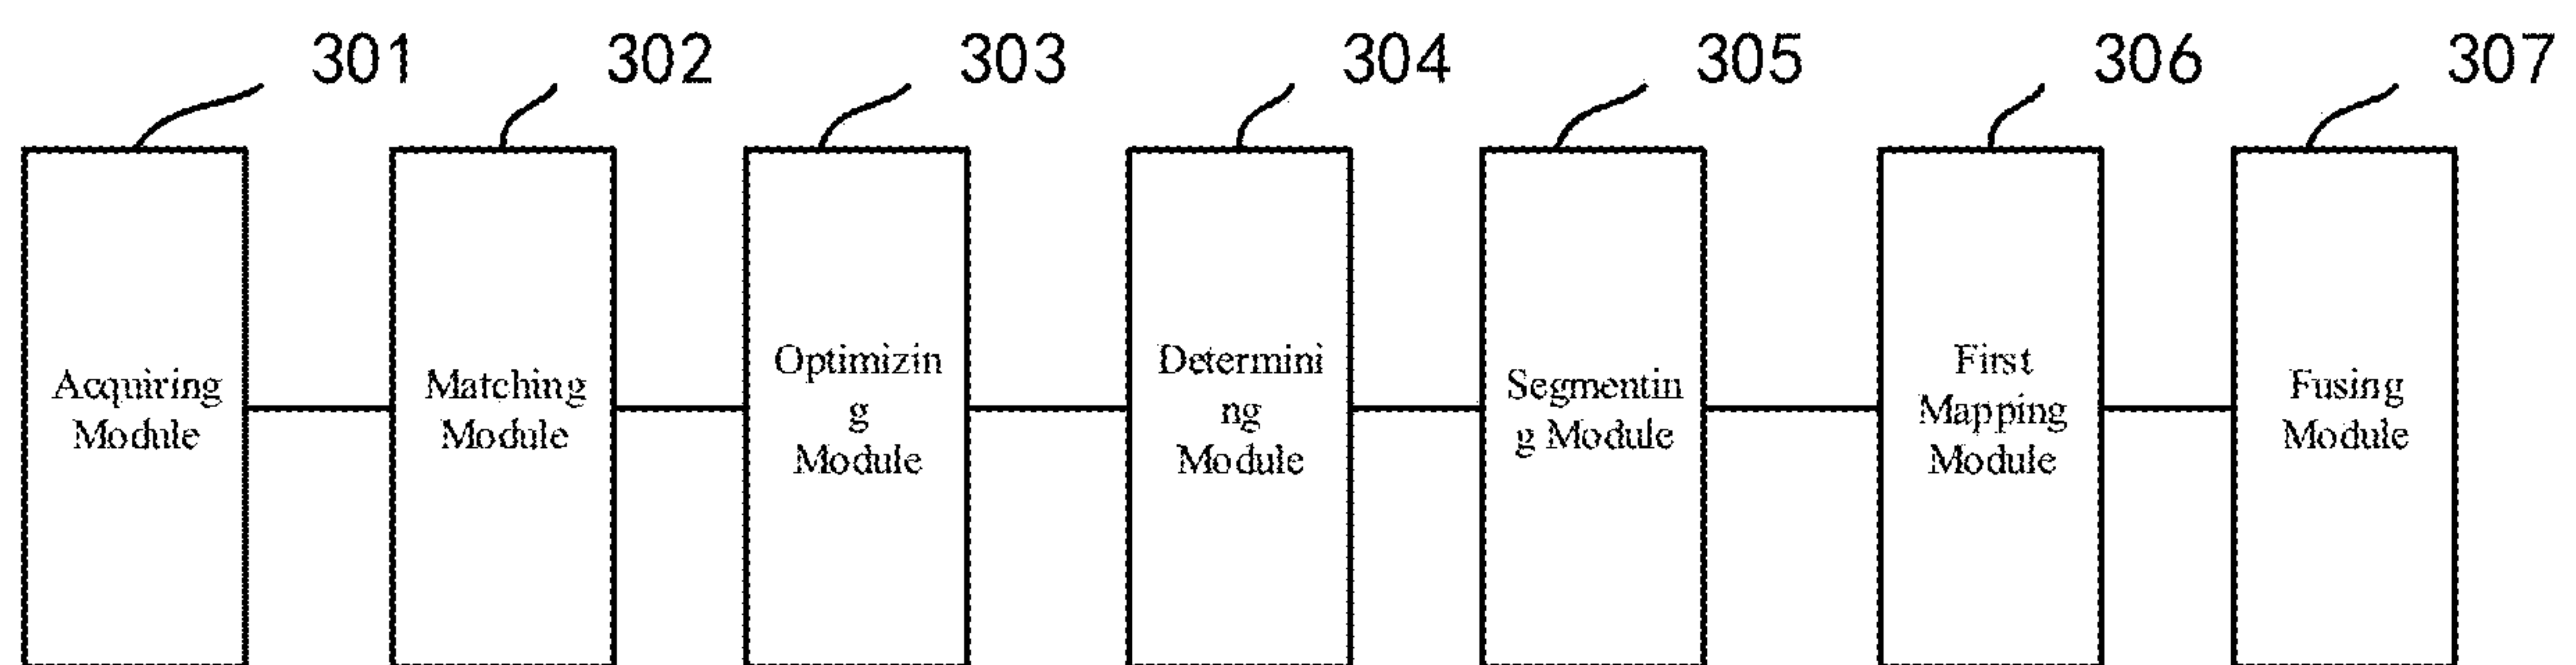 301
302
303
304
305
306
307
Acquiring
Module
Matching
Module
Optimizin
g
Module
Determini
ng
Module
Segmentin
g Module
First
Mapping
Module
Fusing
Module